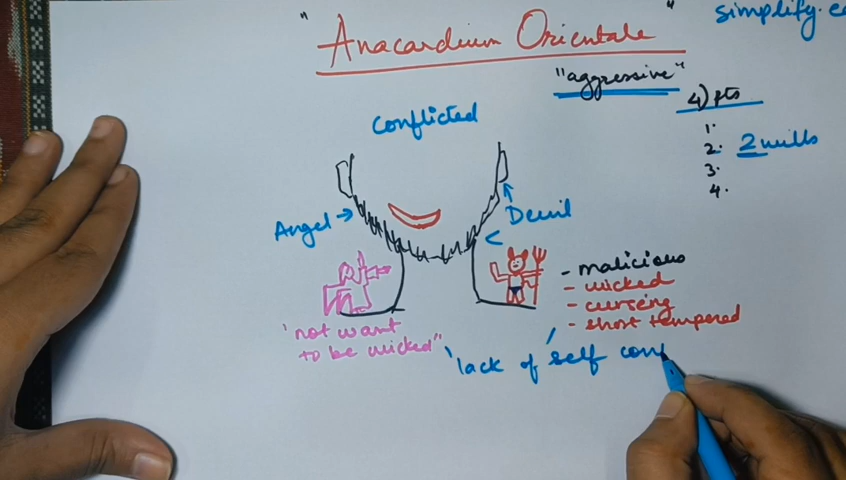 simplify.
"Anacardium Orientale"
"aggressive"
4) pts
1.
2. 2 wills
3.
4.
Conflicted
Angel
Devil
- malicious
- wicked
- cursing
- short tempered
"not want
to be wicked"
'lack of 'self con